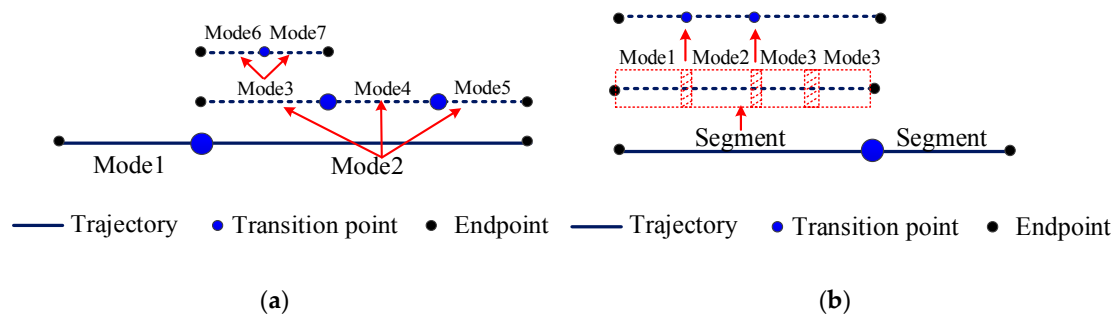 Mode6 Mode7
Mode3 Mode4 Mode5
Mode1 Mode2
Trajectory Transition point Endpoint
(a)
Mode1 Mode2 Mode3 Mode3
Segment Segment
Trajectory Transition point Endpoint
(b)